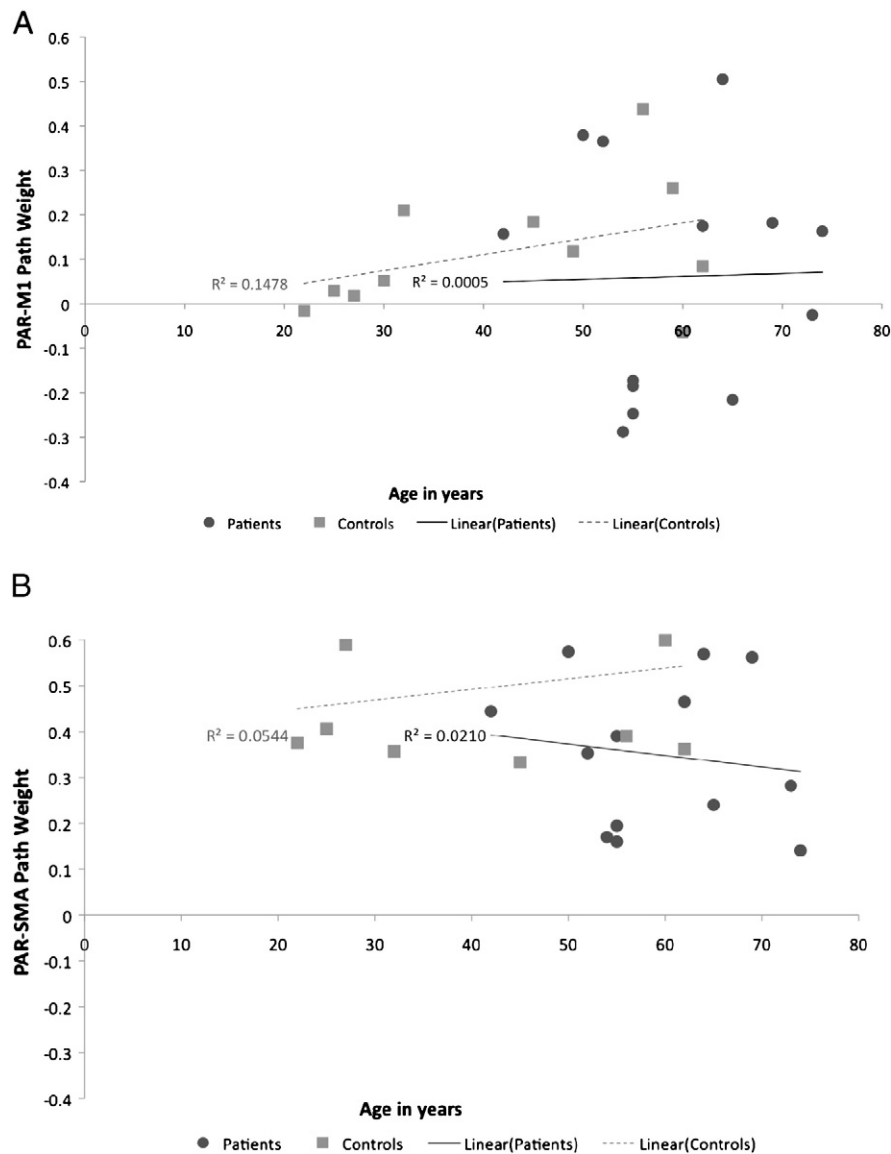 A
0.6
0.5
0.4
0.3
0.2
0.1
0
-0.1
-0.2
-0.3
-0.4
PAR-M1 Path Weight
R² = 0.1478
R² = 0.0005
0 10 20 30 40 50 60 70 80
Age in years
Patients Controls Linear(Patients) Linear(Controls)
B
0.6
0.5
0.4
0.3
0.2
0.1
0
-0.1
-0.2
-0.3
-0.4
PAR-SMA Path Weight
R² = 0.0544
R² = 0.0210
0 10 20 30 40 50 60 70 80
Age in years
Patients Controls Linear(Patients) Linear(Controls)